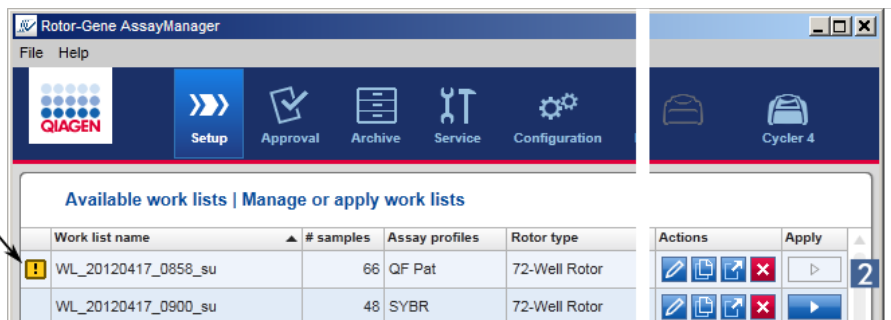 Rotor-Gene AssayManager
File Help
QIAGEN
Setup Approval Archive Service Configuration Cycler 4
Available work lists | Manage or apply work lists
Work list name # samples Assay profiles Rotor type Actions Apply
! WL_20120417_0858_su 66 QF Pat 72-Well Rotor 2
WL_20120417_0900_su 48 SYBR 72-Well Rotor